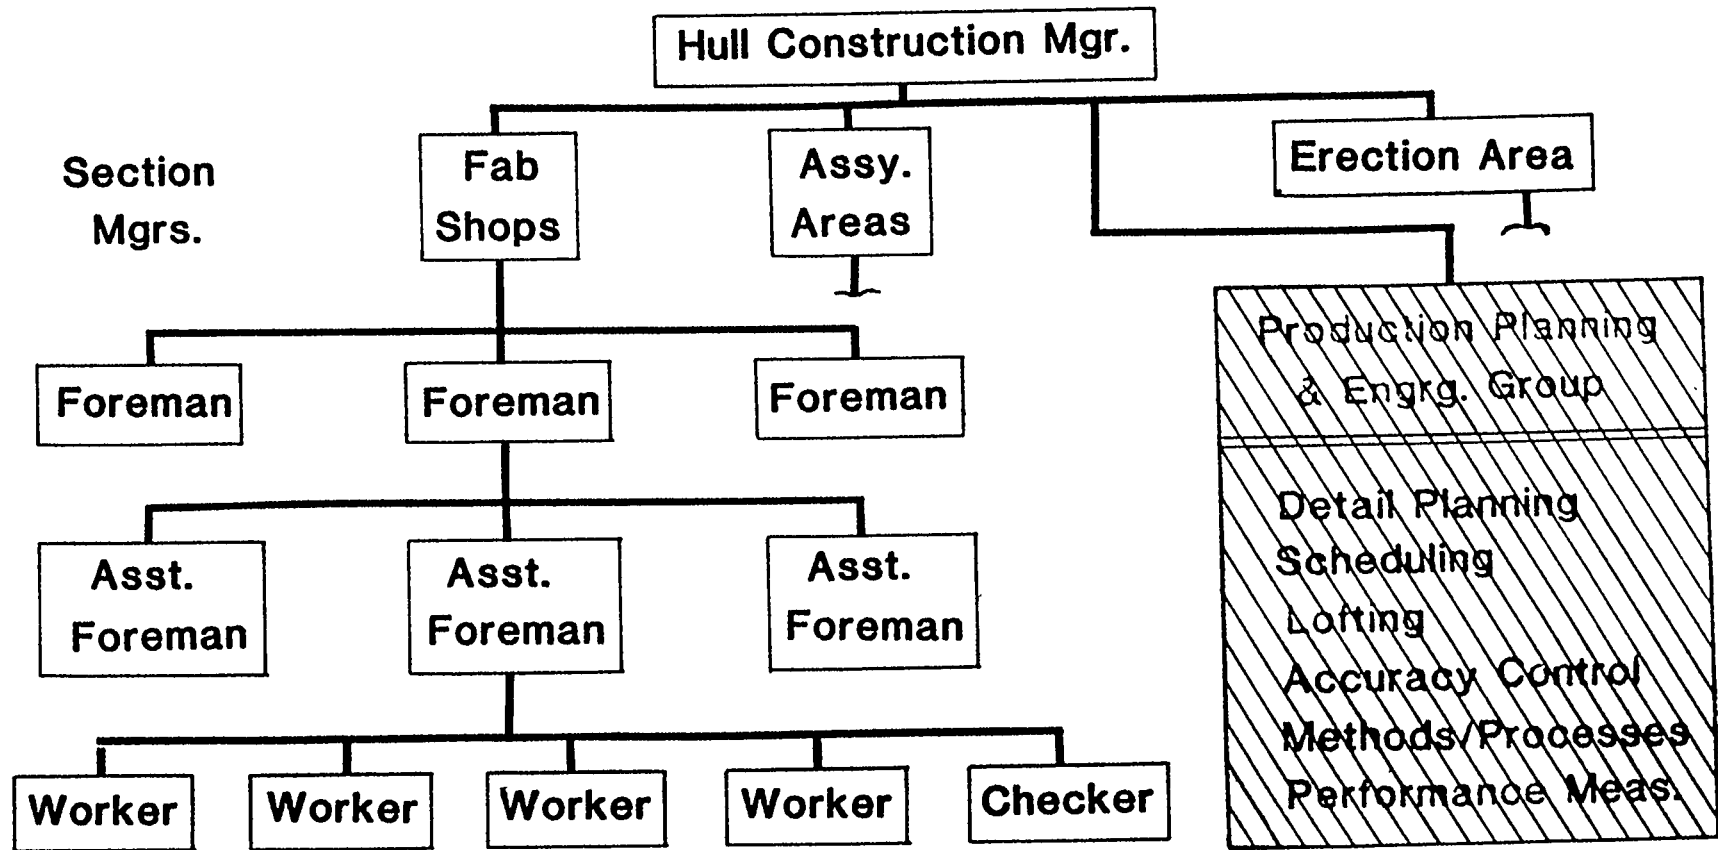 Hull Construction Mgr.
Section
Mgrs.
Fab
Shops
Assy.
Areas
Erection Area
Production Planning
& Engrg. Group
Foreman
Foreman
Foreman
Detail Planning
Scheduling
Lofting
Accuracy Control
Methods/Processes
Performance Meas.
Asst.
Foreman
Asst.
Foreman
Asst.
Foreman
Worker
Worker
Worker
Worker
Checker